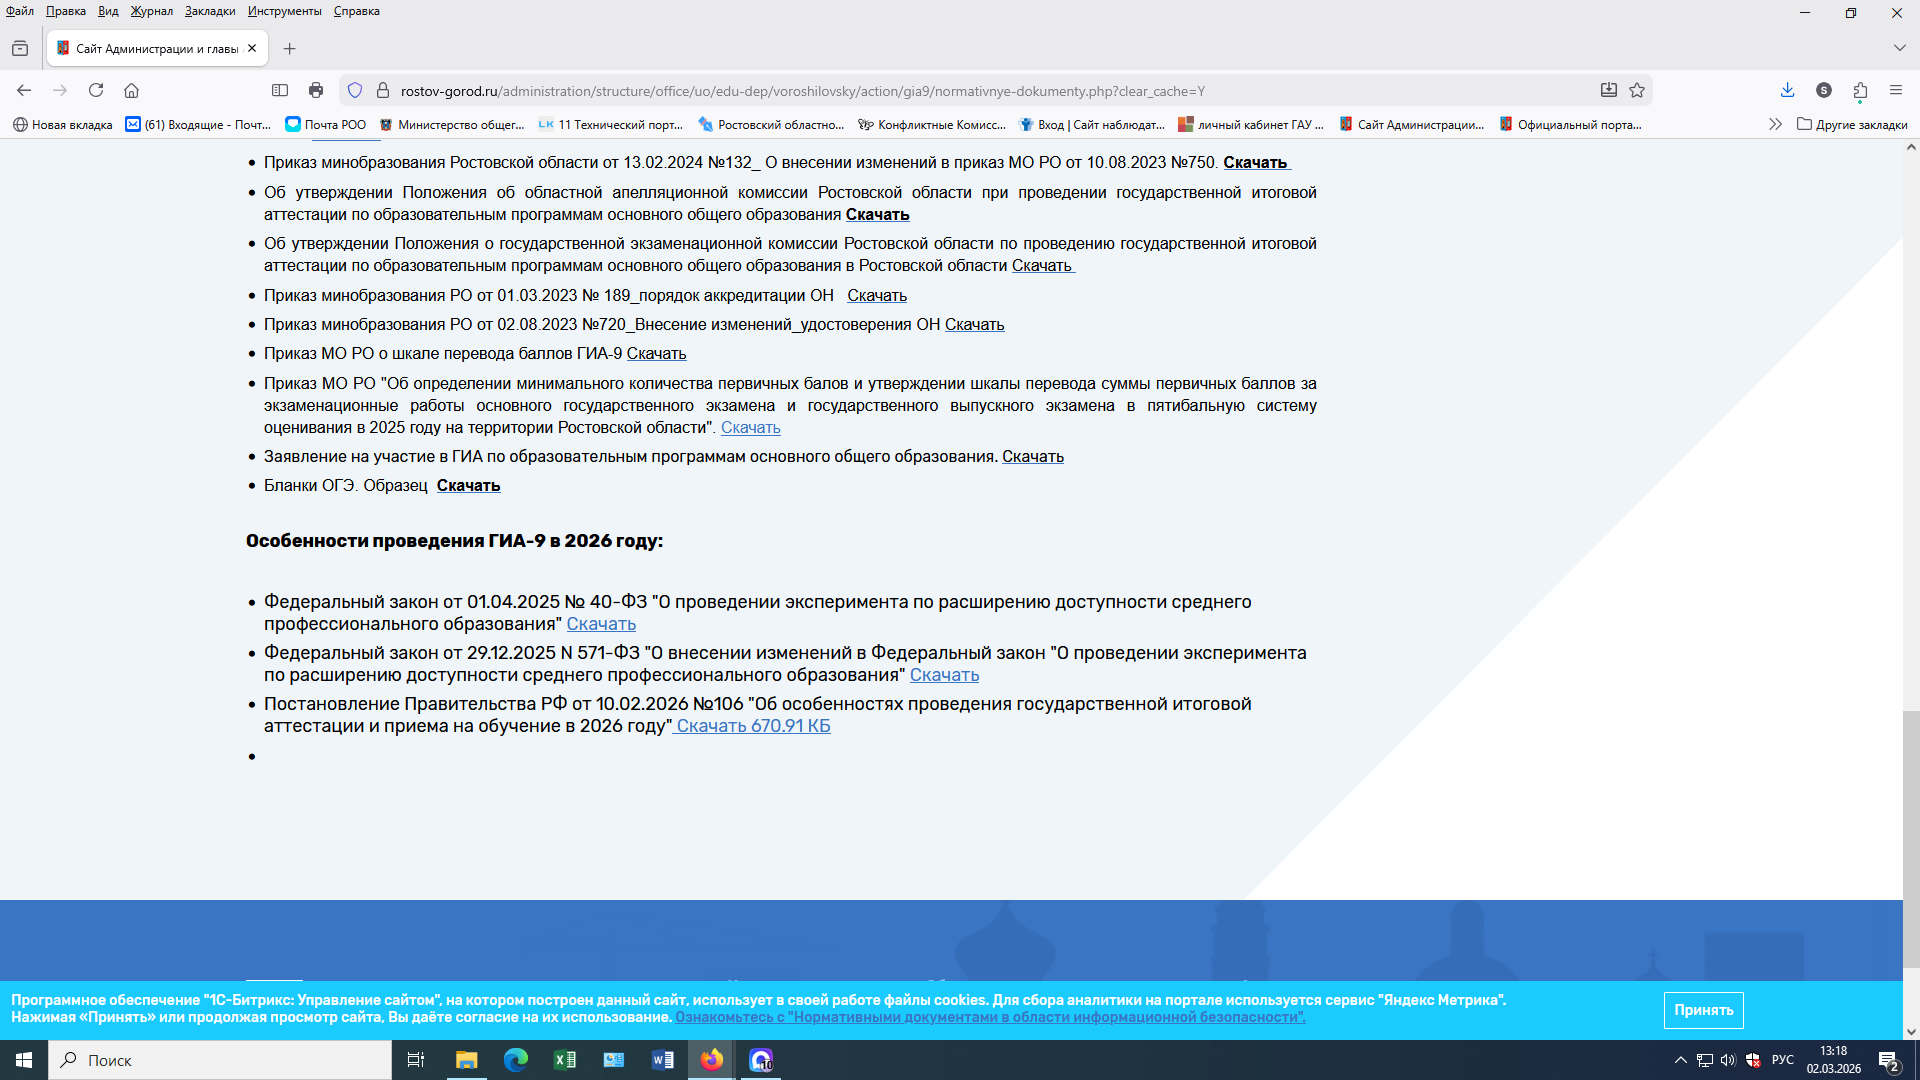 Файл Правка Вид Журнал Закладки Инструменты Справка
Сайт Администрации и главы
rostov-gorod.ru/administration/structure/office/uo/edu-dep/voroshilovsky/action/gia9/normativnye-dokumenty.php?clear_cache=Y
S
Новая вкладка (61) Входящие - Почт... Почта РОО Министерство общег... LK 11 Технический порт... Ростовский областно... Конфликтные Комисс... Вход | Сайт наблюдат... личный кабинет ГАУ ... Сайт Администрации... Официальный порта... Другие закладки
• Приказ минобразования Ростовской области от 13.02.2024 №132_ О внесении изменений в приказ МО РО от 10.08.2023 №750. Скачать
• Об утверждении Положения об областной апелляционной комиссии Ростовской области при проведении государственной итоговой
аттестации по образовательным программам основного общего образования Скачать
• Об утверждении Положения о государственной экзаменационной комиссии Ростовской области по проведению государственной итоговой
аттестации по образовательным программам основного общего образования в Ростовской области Скачать
• Приказ минобразования РО от 01.03.2023 № 189_порядок аккредитации ОН Скачать
• Приказ минобразования РО от 02.08.2023 №720_Внесение изменений_удостоверения ОН Скачать
• Приказ МО РО о шкале перевода баллов ГИА-9 Скачать
• Приказ МО РО "Об определении минимального количества первичных балов и утверждении шкалы перевода суммы первичных баллов за
экзаменационные работы основного государственного экзамена и государственного выпускного экзамена в пятибальную систему
оценивания в 2025 году на территории Ростовской области". Скачать
• Заявление на участие в ГИА по образовательным программам основного общего образования. Скачать
• Бланки ОГЭ. Образец Скачать
Особенности проведения ГИА-9 в 2026 году:
• Федеральный закон от 01.04.2025 № 40-ФЗ "О проведении эксперимента по расширению доступности среднего
профессионального образования" Скачать
• Федеральный закон от 29.12.2025 N 571-ФЗ "О внесении изменений в Федеральный закон "О проведении эксперимента
по расширению доступности среднего профессионального образования" Скачать
• Постановление Правительства РФ от 10.02.2026 №106 "Об особенностях проведения государственной итоговой
аттестации и приема на обучение в 2026 году" Скачать 670.91 КБ
•
Программное обеспечение "1С-Битрикс: Управление сайтом", на котором построен данный сайт, использует в своей работе файлы cookies. Для сбора аналитики на портале используется сервис "Яндекс Метрика".
Нажимая «Принять» или продолжая просмотр сайта, Вы даёте согласие на их использование. Ознакомьтесь с "Нормативными документами в области информационной безопасности".
Принять
Поиск
10
РУС
13:18
02.03.2026
2